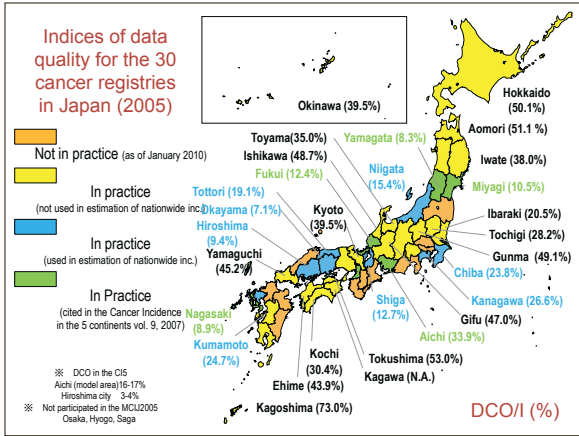 Indices of data
quality for the 30
cancer registries
in Japan (2005)
Not in practice (as of January 2010)
In practice
(not used in estimation of nationwide inc.)
In practice
(used in estimation of nationwide inc.)
In Practice
(cited in the Cancer Incidence
in the 5 continents vol. 9, 2007)
※ DCO in the CI5
Aichi (model area)16-17%
Hiroshima city 3-4%
※ Not participated in the MCIJ2005
Osaka, Hyogo, Saga
Okinawa (39.5%)
Hokkaido
50.1%
Aomori (51.1 %)
Iwate (38.0%)
Miyagi (10.5%)
Yamagata (8.3%)
Toyama(35.0%)
Ishikawa (48.7%)
Fukui (12.4%)
Niigata
(15.4%)
Tottori (19.1%)
Okayama (7.1%)
Hiroshima
(9.4%)
Kyoto
(39.5%)
Yamaguchi
(45.2%)
Ibaraki (20.5%)
Tochigi (28.2%)
Gunma (49.1%)
Chiba (23.8%)
Kanagawa (26.6%)
Gifu (47.0%)
Shiga
(12.7%)
Aichi (33.9%)
Nagasaki
(8.9%)
Kumamoto
(24.7%)
Kochi
(30.4%)
Tokushima (53.0%)
Kagawa (N.A.)
Ehime (43.9%)
Kagoshima (73.0%)
DCO/I (%)